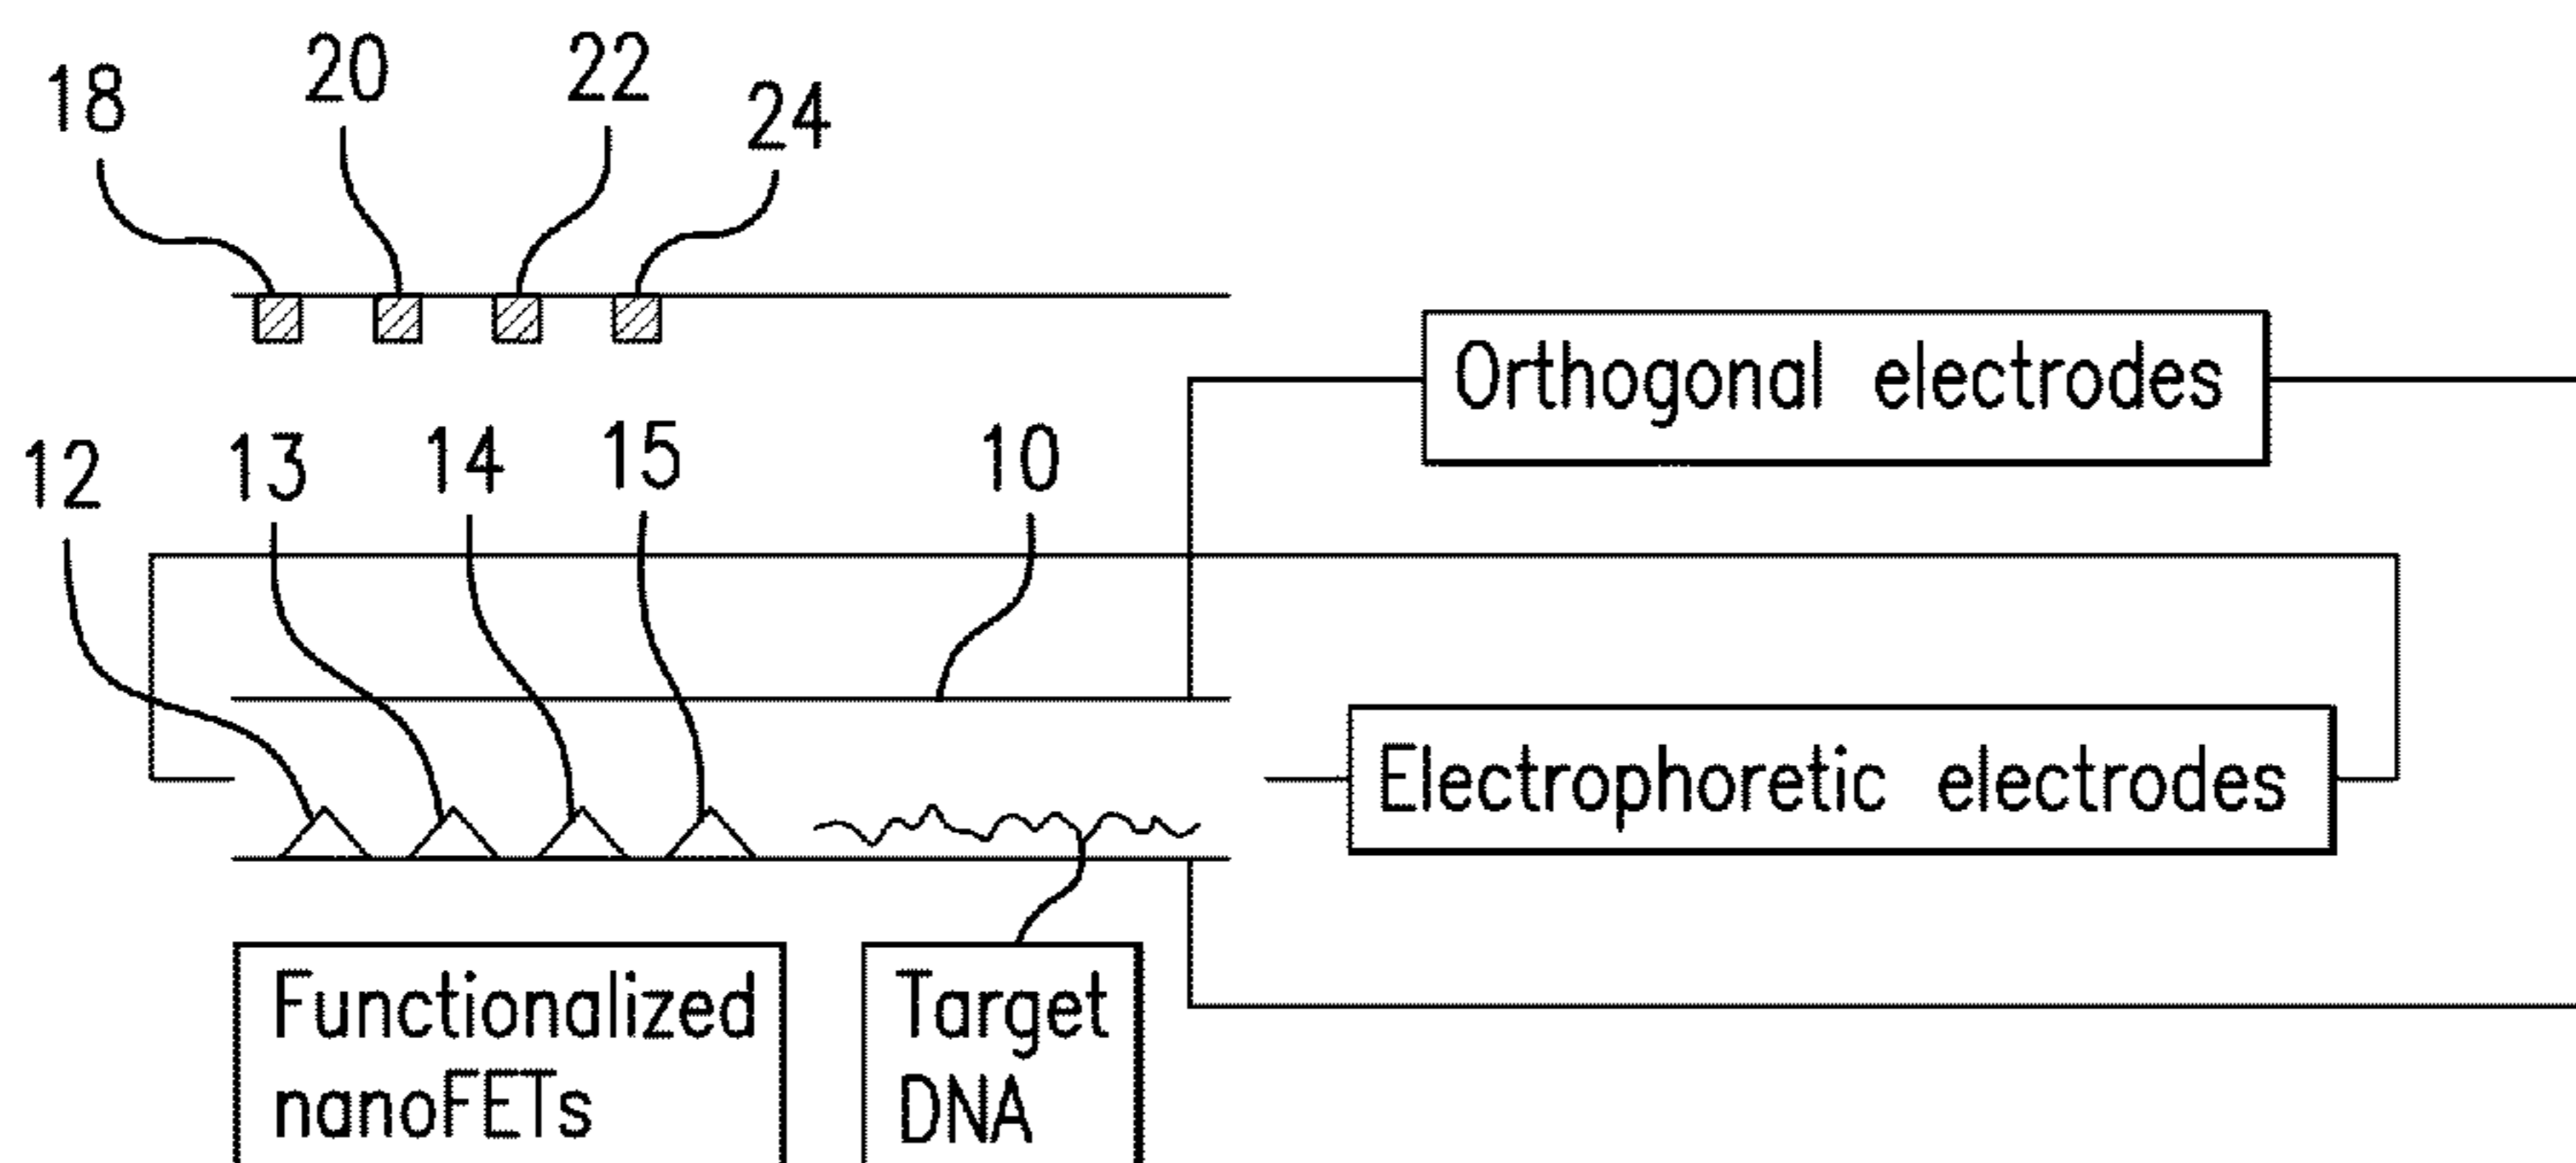 18
20
22
24
Orthogonal electrodes
12
13
14
15
10
Electrophoretic electrodes
Functionalized
nanoFETs
Target
DNA